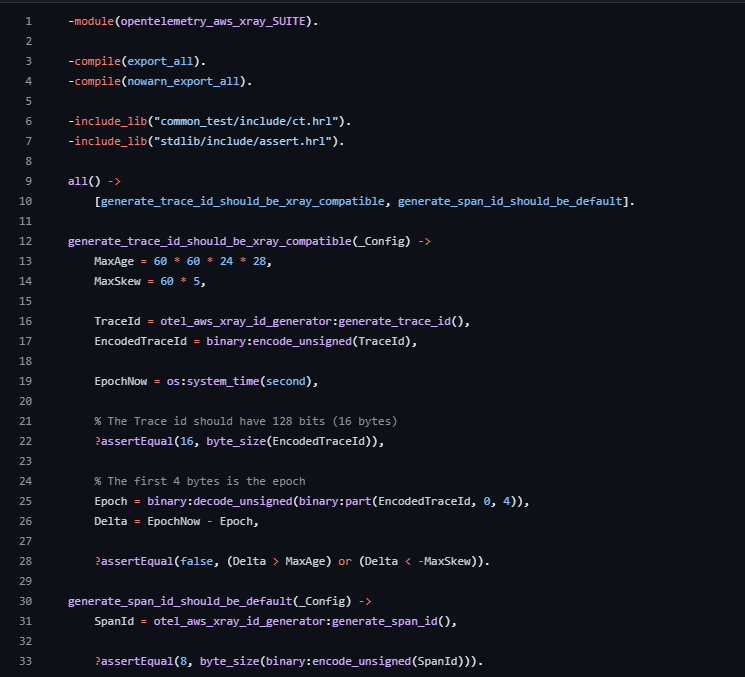 1 -module(opentelemetry_aws_xray_SUITE).
2
3 -compile(export_all).
4 -compile(nowarn_export_all).
5
6 -include_lib("common_test/include/ct.hrl").
7 -include_lib("stdlib/include/assert.hrl").
8
9 all() ->
10     [generate_trace_id_should_be_xray_compatible, generate_span_id_should_be_default].
11
12 generate_trace_id_should_be_xray_compatible(_Config) ->
13     MaxAge = 60 * 60 * 24 * 28,
14     MaxSkew = 60 * 5,
15
16     TraceId = otel_aws_xray_id_generator:generate_trace_id(),
17     EncodedTraceId = binary:encode_unsigned(TraceId),
18
19     EpochNow = os:system_time(second),
20
21     % The Trace id should have 128 bits (16 bytes)
22     ?assertEqual(16, byte_size(EncodedTraceId)),
23
24     % The first 4 bytes is the epoch
25     Epoch = binary:decode_unsigned(binary:part(EncodedTraceId, 0, 4)),
26     Delta = EpochNow - Epoch,
27
28     ?assertEqual(false, (Delta > MaxAge) or (Delta < -MaxSkew)).
29
30 generate_span_id_should_be_default(_Config) ->
31     SpanId = otel_aws_xray_id_generator:generate_span_id(),
32
33     ?assertEqual(8, byte_size(binary:encode_unsigned(SpanId))).